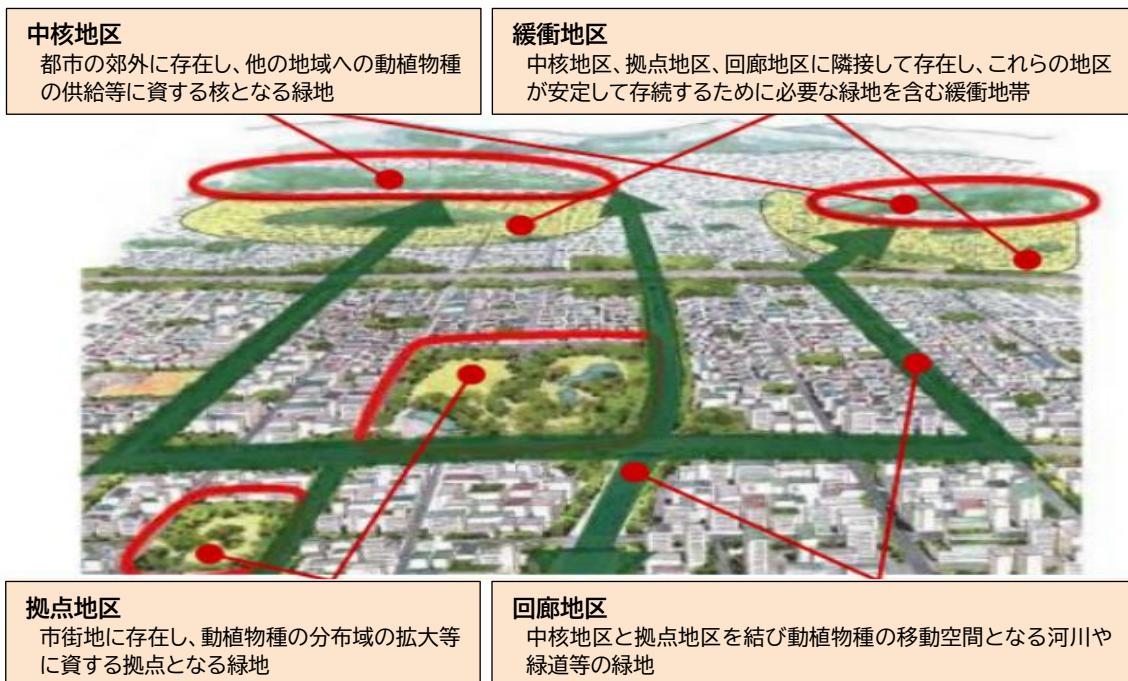 中核地区
都市の郊外に存在し、他の地域への動植物種
の供給等に資する核となる緑地
緩衝地区
中核地区、拠点地区、回廊地区に隣接して存在し、これらの地区
が安定して存続するために必要な緑地を含む緩衝地帯
拠点地区
市街地に存在し、動植物種の分布域の拡大等
に資する拠点となる緑地
回廊地区
中核地区と拠点地区を結び動植物種の移動空間となる河川や
緑道等の緑地